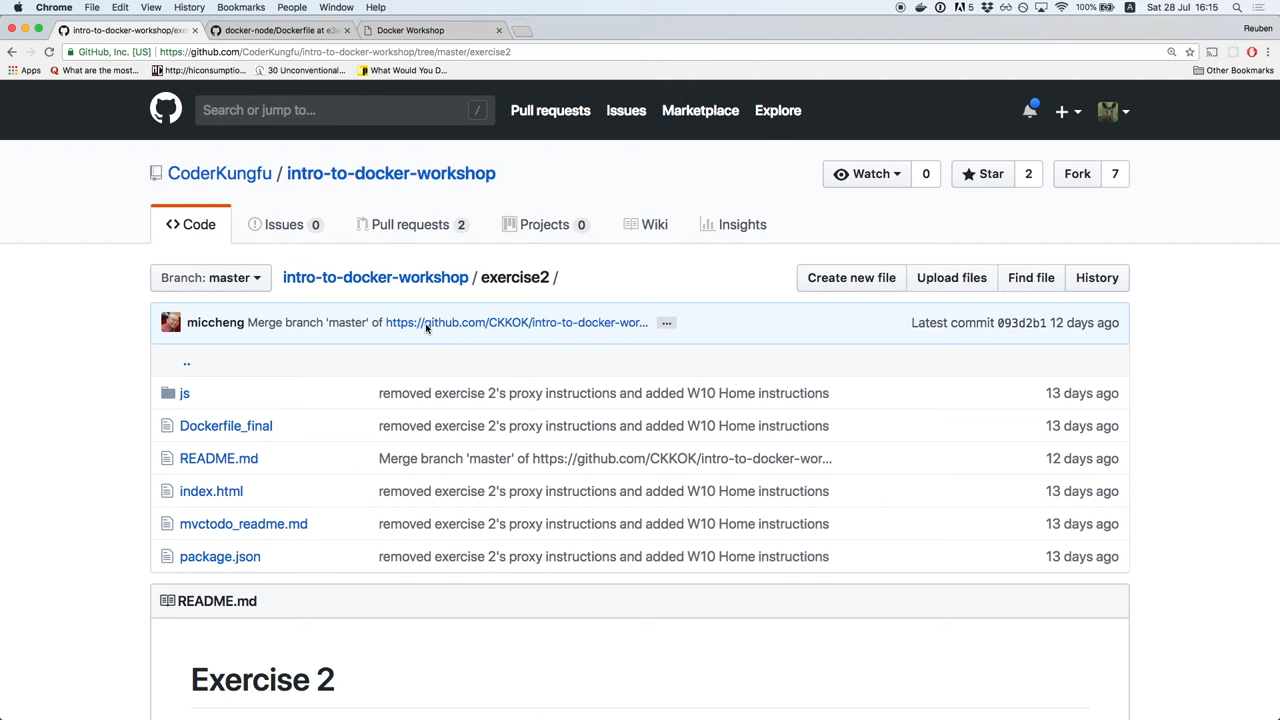 Chrome File Edit View History Bookmarks People Window Help 5 100% A Sat 28 Jul 16:15
intro-to-docker-workshop/exe docker-node/Dockerfile at e3 Docker Workshop Reuben
GitHub, Inc. [US] https://github.com/CoderKungfu/intro-to-docker-workshop/tree/master/exercise2
Apps What are the most... http://hiconsumptio... 30 Unconventional... What Would You D... Other Bookmarks
Search or jump to... / Pull requests Issues Marketplace Explore
CoderKungfu / intro-to-docker-workshop Watch 0 Star 2 Fork 7
Code Issues 0 Pull requests 2 Projects 0 Wiki Insights
Branch: master intro-to-docker-workshop / exercise2 / Create new file Upload files Find file History
miccheng Merge branch 'master' of https://github.com/CKKOK/intro-to-docker-wor... ... Latest commit 093d2b1 12 days ago
..
js removed exercise 2's proxy instructions and added W10 Home instructions 13 days ago
Dockerfile_final removed exercise 2's proxy instructions and added W10 Home instructions 13 days ago
README.md Merge branch 'master' of https://github.com/CKKOK/intro-to-docker-wor... 12 days ago
index.html removed exercise 2's proxy instructions and added W10 Home instructions 13 days ago
mvctodo_readme.md removed exercise 2's proxy instructions and added W10 Home instructions 13 days ago
package.json removed exercise 2's proxy instructions and added W10 Home instructions 13 days ago
README.md
Exercise 2